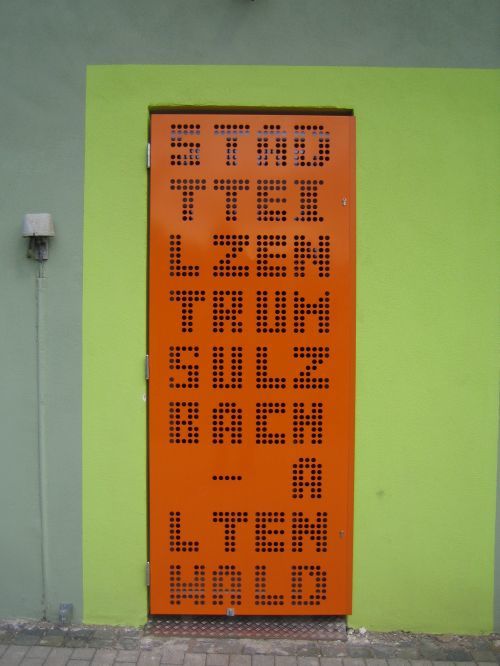 STAD
TTEI
LZEN
TRUM
SULZ
BACH
- A
LTEN
WALD